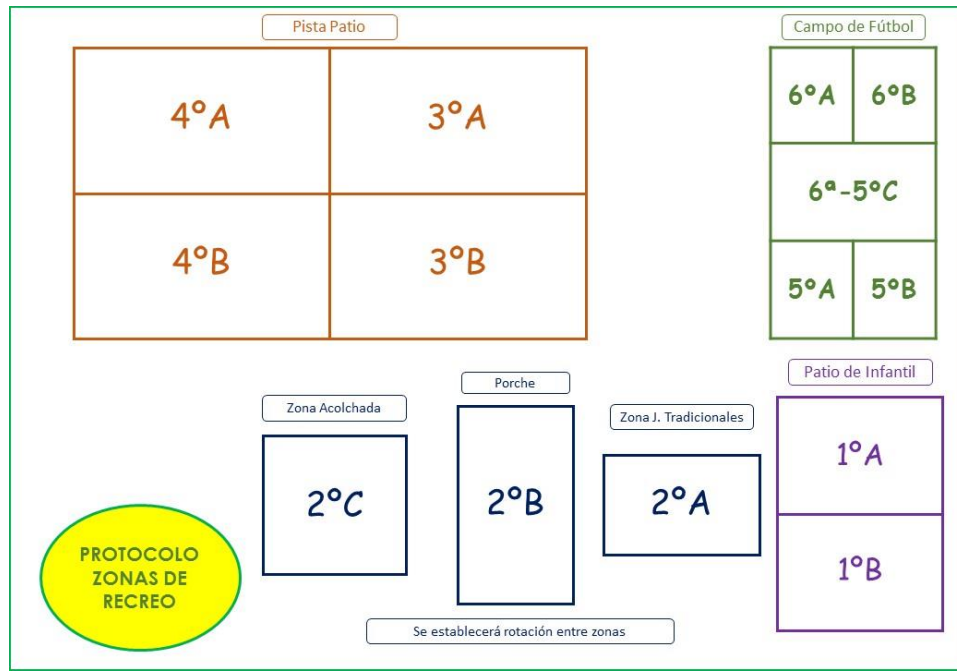 Pista Patio
4ºA
3ºA
4ºB
3ºB
Campo de Fútbol
6ºA
6ºB
6ª-5ºC
5ºA
5ºB
Zona Acolchada
2ºC
Porche
2ºB
Zona J. Tradicionales
2ºA
Patio de Infantil
1ºA
1ºB
PROTOCOLO
ZONAS DE
RECREO
Se establecerá rotación entre zonas